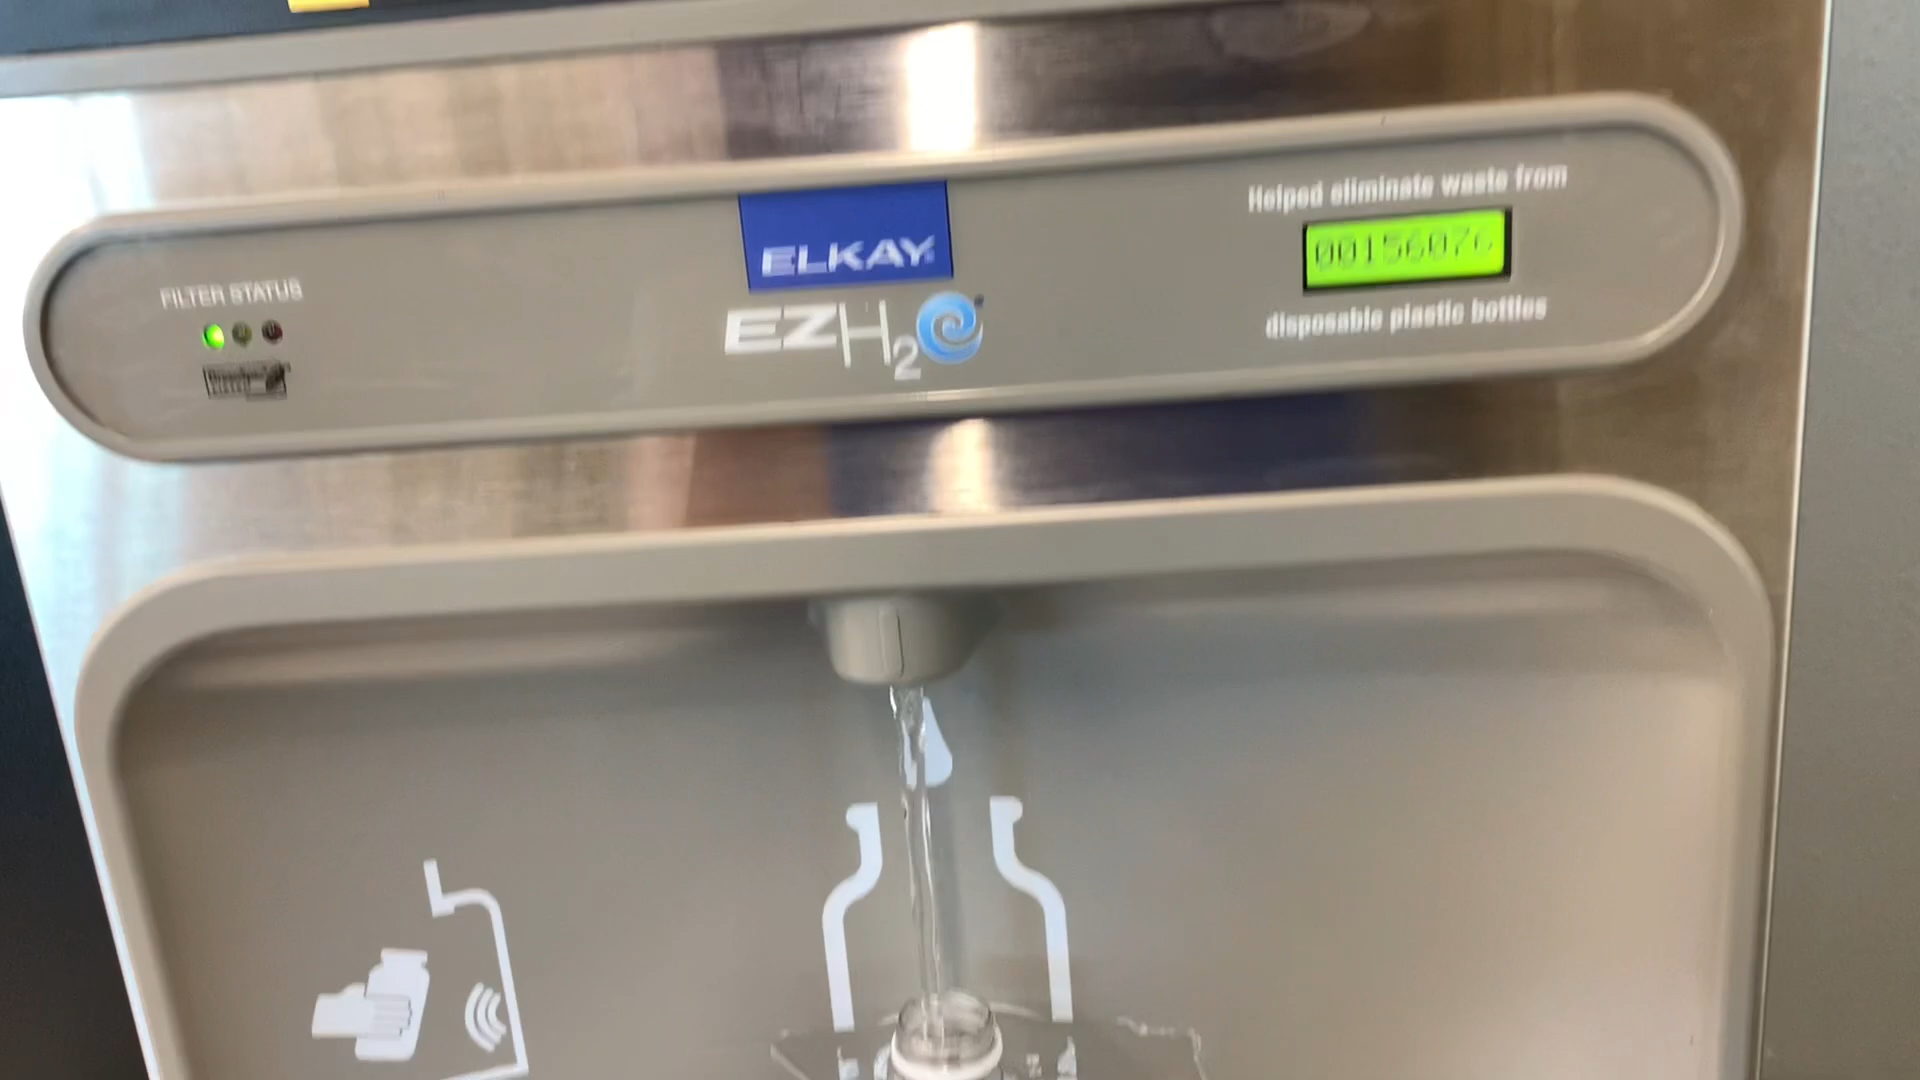 Helped eliminate waste from
ELKAY
FILTER STATUS
EZH2O
disposable plastic bottles